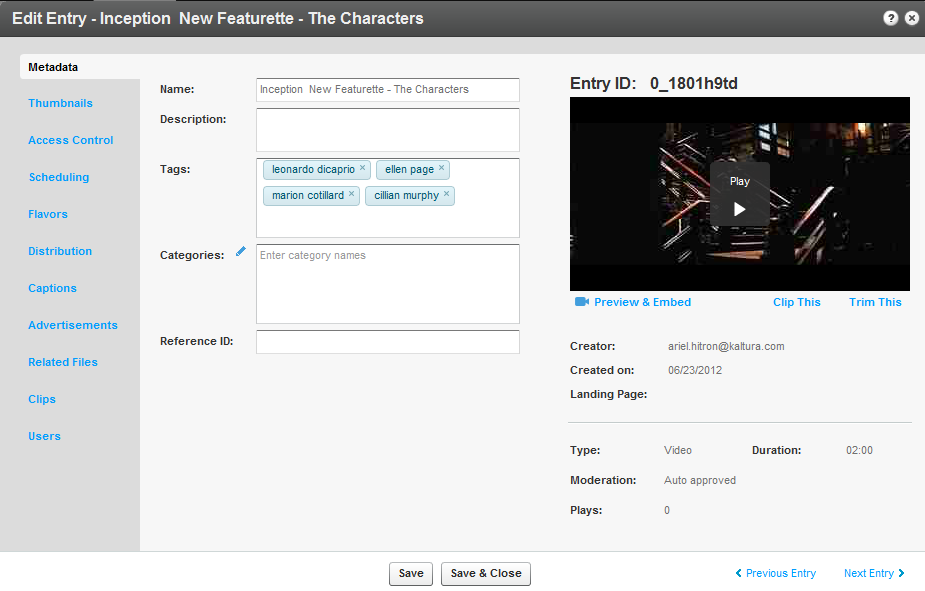 Edit Entry - Inception  New Featurette - The Characters
Metadata
Thumbnails
Access Control
Scheduling
Flavors
Distribution
Captions
Advertisements
Related Files
Clips
Users
Name: Inception  New Featurette - The Characters
Description:
Tags: leonardo dicaprio × ellen page ×
marion cotillard × cillian murphy ×
Categories: Enter category names
Reference ID:
Entry ID: 0_1801h9td
Play
Preview & Embed Clip This Trim This
Creator: ariel.hitron@kaltura.com
Created on: 06/23/2012
Landing Page:
Type: Video Duration: 02:00
Moderation: Auto approved
Plays: 0
Save Save & Close Previous Entry Next Entry